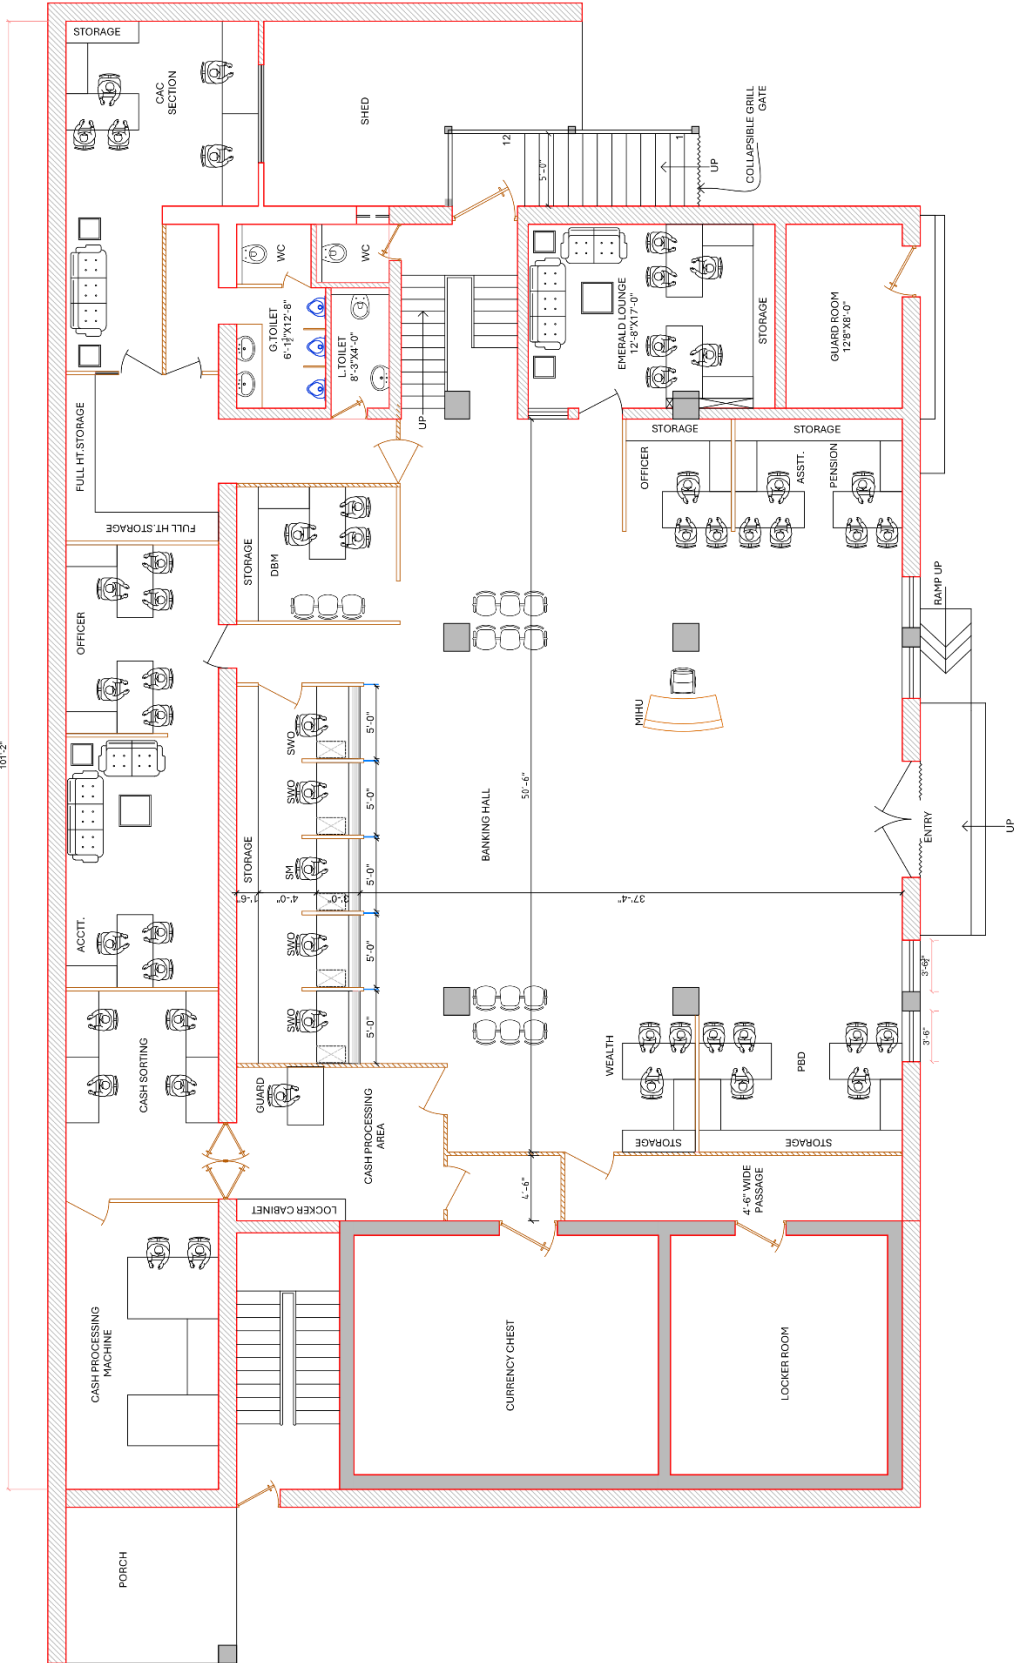 STORAGE
CAC
SECTION
SHED
12
5'-0"
1
UP
COLLAPSIBLE GRILL
GATE
WC
WC
G.TOILET
6'-1½"X12'-8"
L.TOILET
8'-3"X4'-0"
UP
EMERALD LOUNGE
12'-8"X17'-0"
STORAGE
GUARD ROOM
12'8"X8'-0"
FULL HT.STORAGE
FULL HT.STORAGE
STORAGE
DBM
OFFICER
STORAGE
STORAGE
ASSTT.
PENSION
OFFICER
RAMP UP
MIHU
SWO
5'-0"
SWO
5'-0"
SM
5'-0"
SWO
5'-0"
SWO
5'-0"
STORAGE
1'-6"
4'-0"
3'-0"
37'-4"
BANKING HALL
50'-6"
ENTRY
UP
101'-2"
ACCTT.
CASH SORTING
GUARD
CASH PROCESSING
AREA
WEALTH
PBD
3'-6"
STORAGE
STORAGE
4'-6"
4'-6" WIDE
PASSAGE
LOCKER CABINET
CASH PROCESSING
MACHINE
CURRENCY CHEST
LOCKER ROOM
PORCH